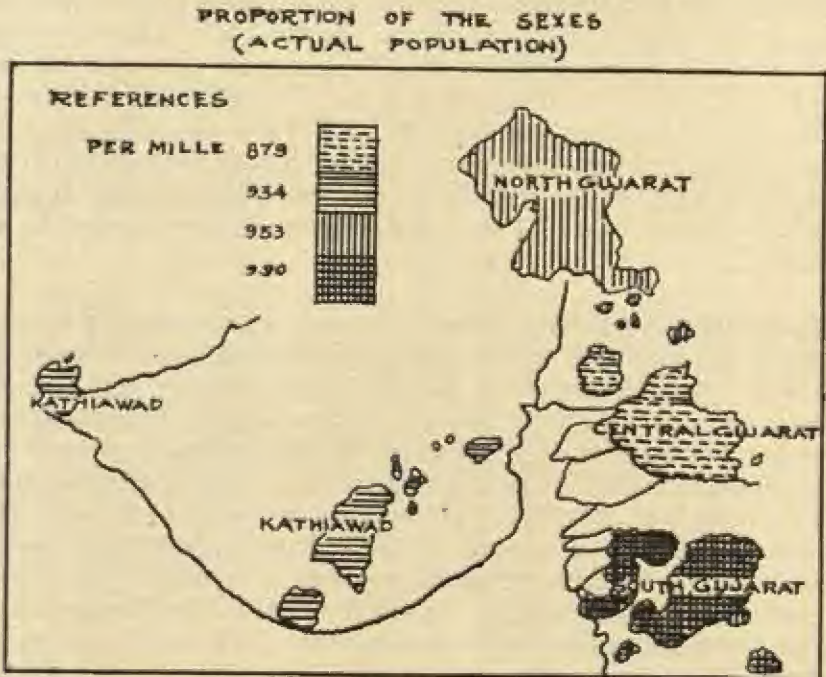 PROPORTION OF THE SEXES
(ACTUAL POPULATION)
REFERENCES
PER MILLE 879
934
953
990
NORTH GUJARAT
KATHIAWAD
CENTRAL GUJARAT
KATHIAWAD
SOUTH GUJARAT